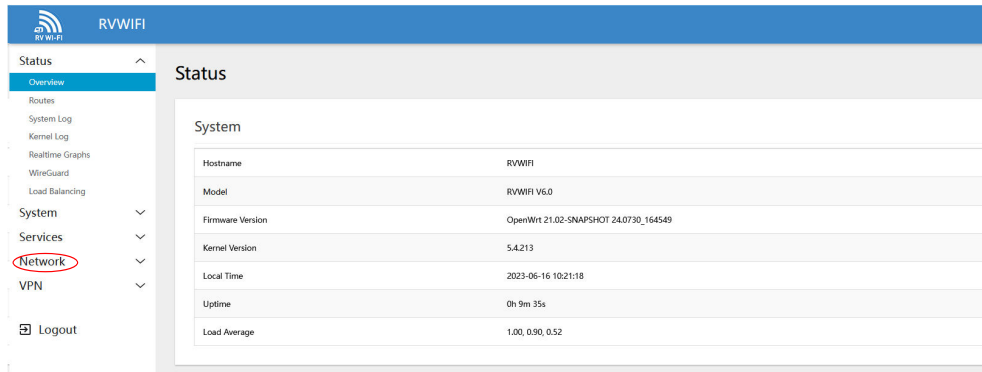 RV WI-FI
RVWIFI
Status
Overview
Routes
System Log
Kernel Log
Realtime Graphs
WireGuard
Load Balancing
System
Services
Network
VPN
Logout
Status
System
Hostname RVWIFI
Model RVWIFI V6.0
Firmware Version OpenWrt 21.02-SNAPSHOT 24.0730_164549
Kernel Version 5.4.213
Local Time 2023-06-16 10:21:18
Uptime 0h 9m 35s
Load Average 1.00, 0.90, 0.52